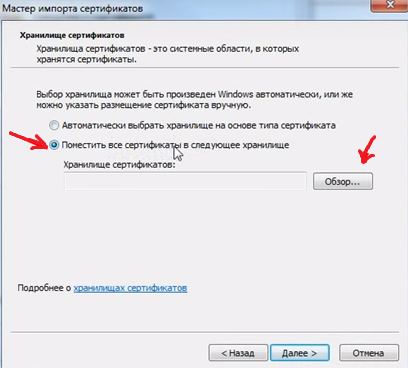 Мастер импорта сертификатов
Хранилище сертификатов
Хранилища сертификатов - это системные области, в которых
хранятся сертификаты.
Выбор хранилища может быть произведен Windows автоматически, или же
можно указать размещение сертификата вручную.
Автоматически выбрать хранилище на основе типа сертификата
Поместить все сертификаты в следующее хранилище
Хранилище сертификатов:
Обзор...
Подробнее о хранилищах сертификатов
< Назад
Далее >
Отмена